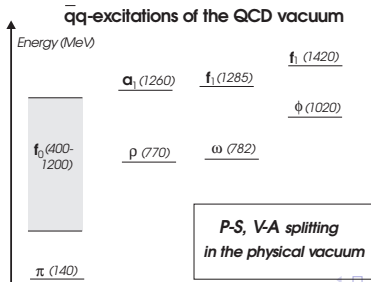 q̄q-excitations of the QCD vacuum
Energy (MeV)
f₁ (1420)
a₁ (1260)
f₁(1285)
ϕ (1020)
f₀(400-
1200)
ρ (770)
ω (782)
P-S, V-A splitting
in the physical vacuum
π (140)